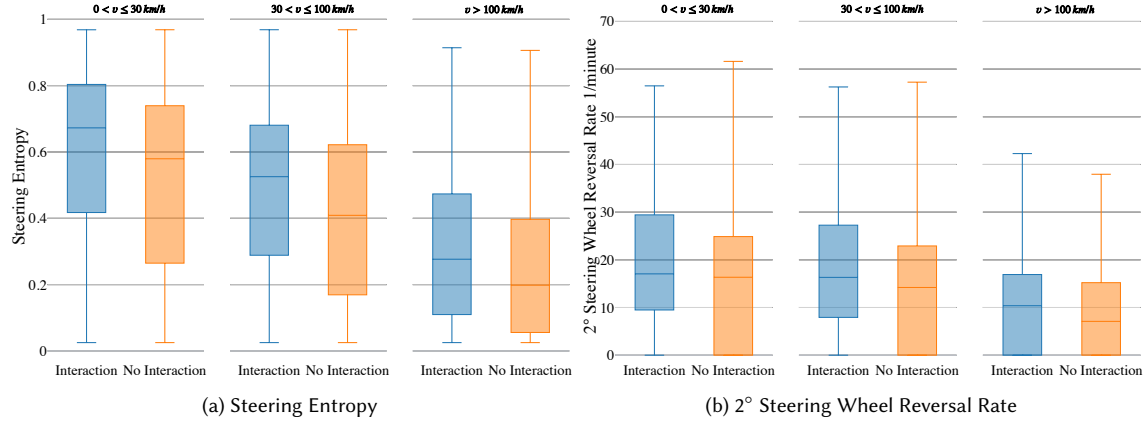 0 < v ≤ 30 km/h
30 < v ≤ 100 km/h
v > 100 km/h
Steering Entropy
1
0.8
0.6
0.4
0.2
0
Interaction No Interaction
Interaction No Interaction
Interaction No Interaction
(a) Steering Entropy
0 < v ≤ 30 km/h
30 < v ≤ 100 km/h
v > 100 km/h
2° Steering Wheel Reversal Rate 1/minute
70
60
50
40
30
20
10
0
Interaction No Interaction
Interaction No Interaction
Interaction No Interaction
(b) 2° Steering Wheel Reversal Rate